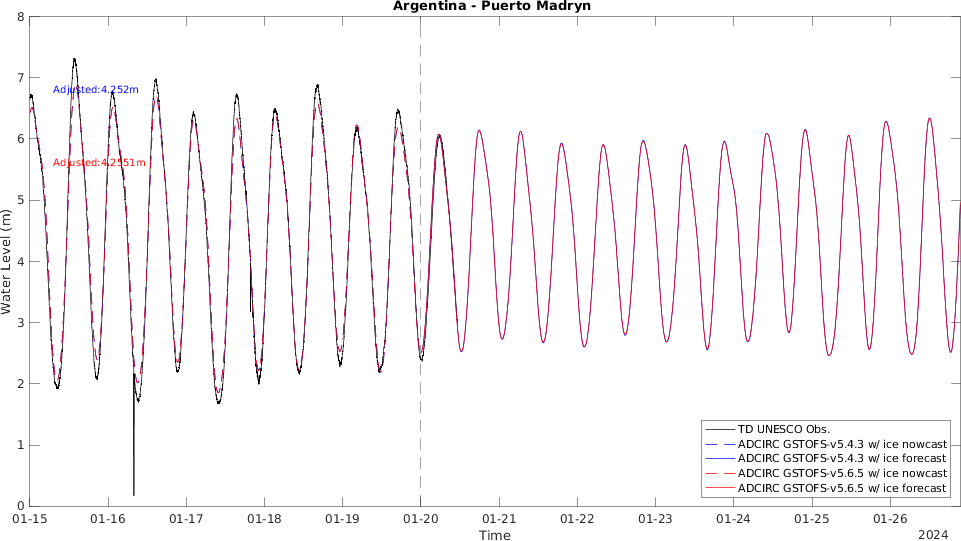 Argentina - Puerto Madryn
8
7
6
5
4
3
2
1
0
Water Level (m)
Adjusted:4.252m
Adjusted:4.2551m
TD UNESCO Obs.
ADCIRC GSTOFS-v5.4.3 w/ ice nowcast
ADCIRC GSTOFS-v5.4.3 w/ ice forecast
ADCIRC GSTOFS-v5.6.5 w/ ice nowcast
ADCIRC GSTOFS-v5.6.5 w/ ice forecast
01-15 01-16 01-17 01-18 01-19 01-20 01-21 01-22 01-23 01-24 01-25 01-26
Time
2024